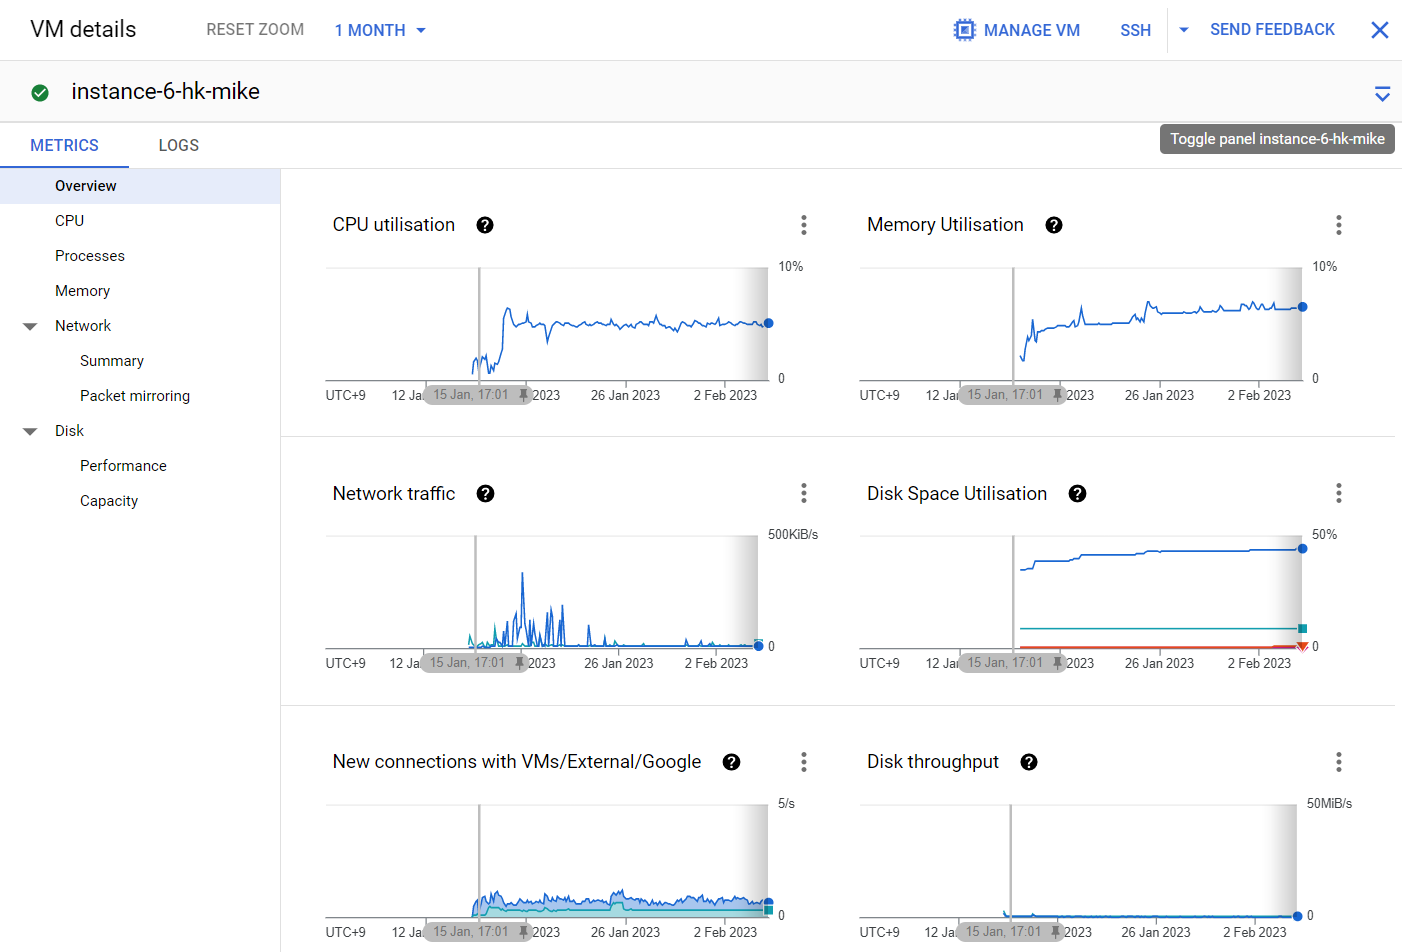 VM details RESET ZOOM 1 MONTH MANAGE VM SSH SEND FEEDBACK
instance-6-hk-mike
METRICS LOGS
Toggle panel instance-6-hk-mike
Overview
CPU
Processes
Memory
Network
Summary
Packet mirroring
Disk
Performance
Capacity
CPU utilisation ?
10%
0
UTC+9 12 Ja 15 Jan, 17:01 2023 26 Jan 2023 2 Feb 2023
Memory Utilisation ?
10%
0
UTC+9 12 Ja 15 Jan, 17:01 2023 26 Jan 2023 2 Feb 2023
Network traffic ?
500KiB/s
0
UTC+9 12 Ja 15 Jan, 17:01 2023 26 Jan 2023 2 Feb 2023
Disk Space Utilisation ?
50%
0
UTC+9 12 Ja 15 Jan, 17:01 2023 26 Jan 2023 2 Feb 2023
New connections with VMs/External/Google ?
5/s
0
UTC+9 12 Ja 15 Jan, 17:01 2023 26 Jan 2023 2 Feb 2023
Disk throughput ?
50MiB/s
0
UTC+9 12 Ja 15 Jan, 17:01 2023 26 Jan 2023 2 Feb 2023